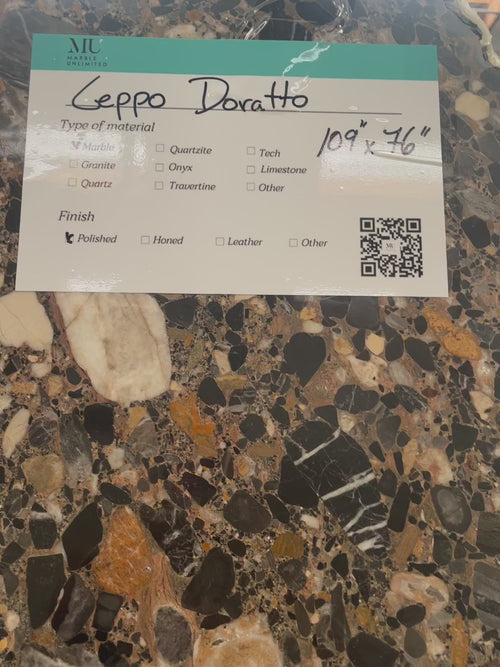 MU
MARBLE
UNLIMITED
Ceppo Doratto
Type of material
109" x 76"
Marble
Quartzite
Tech
Granite
Onyx
Limestone
Quartz
Travertine
Other
Finish
Polished
Honed
Leather
Other
MU